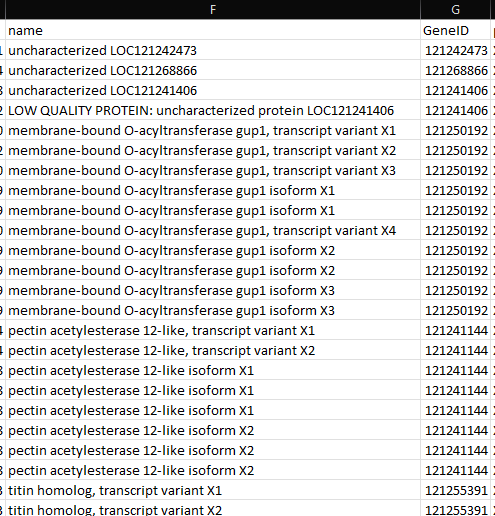 F G
name GeneID
uncharacterized LOC121242473 121242473
uncharacterized LOC121268866 121268866
uncharacterized LOC121241406 121241406
LOW QUALITY PROTEIN: uncharacterized protein LOC121241406 121241406
membrane-bound O-acyltransferase gup1, transcript variant X1 121250192
membrane-bound O-acyltransferase gup1, transcript variant X2 121250192
membrane-bound O-acyltransferase gup1, transcript variant X3 121250192
membrane-bound O-acyltransferase gup1 isoform X1 121250192
membrane-bound O-acyltransferase gup1 isoform X1 121250192
membrane-bound O-acyltransferase gup1, transcript variant X4 121250192
membrane-bound O-acyltransferase gup1 isoform X2 121250192
membrane-bound O-acyltransferase gup1 isoform X2 121250192
membrane-bound O-acyltransferase gup1 isoform X3 121250192
membrane-bound O-acyltransferase gup1 isoform X3 121250192
pectin acetylesterase 12-like, transcript variant X1 121241144
pectin acetylesterase 12-like, transcript variant X2 121241144
pectin acetylesterase 12-like isoform X1 121241144
pectin acetylesterase 12-like isoform X1 121241144
pectin acetylesterase 12-like isoform X1 121241144
pectin acetylesterase 12-like isoform X2 121241144
pectin acetylesterase 12-like isoform X2 121241144
pectin acetylesterase 12-like isoform X2 121241144
titin homolog, transcript variant X1 121255391
titin homolog, transcript variant X2 121255391